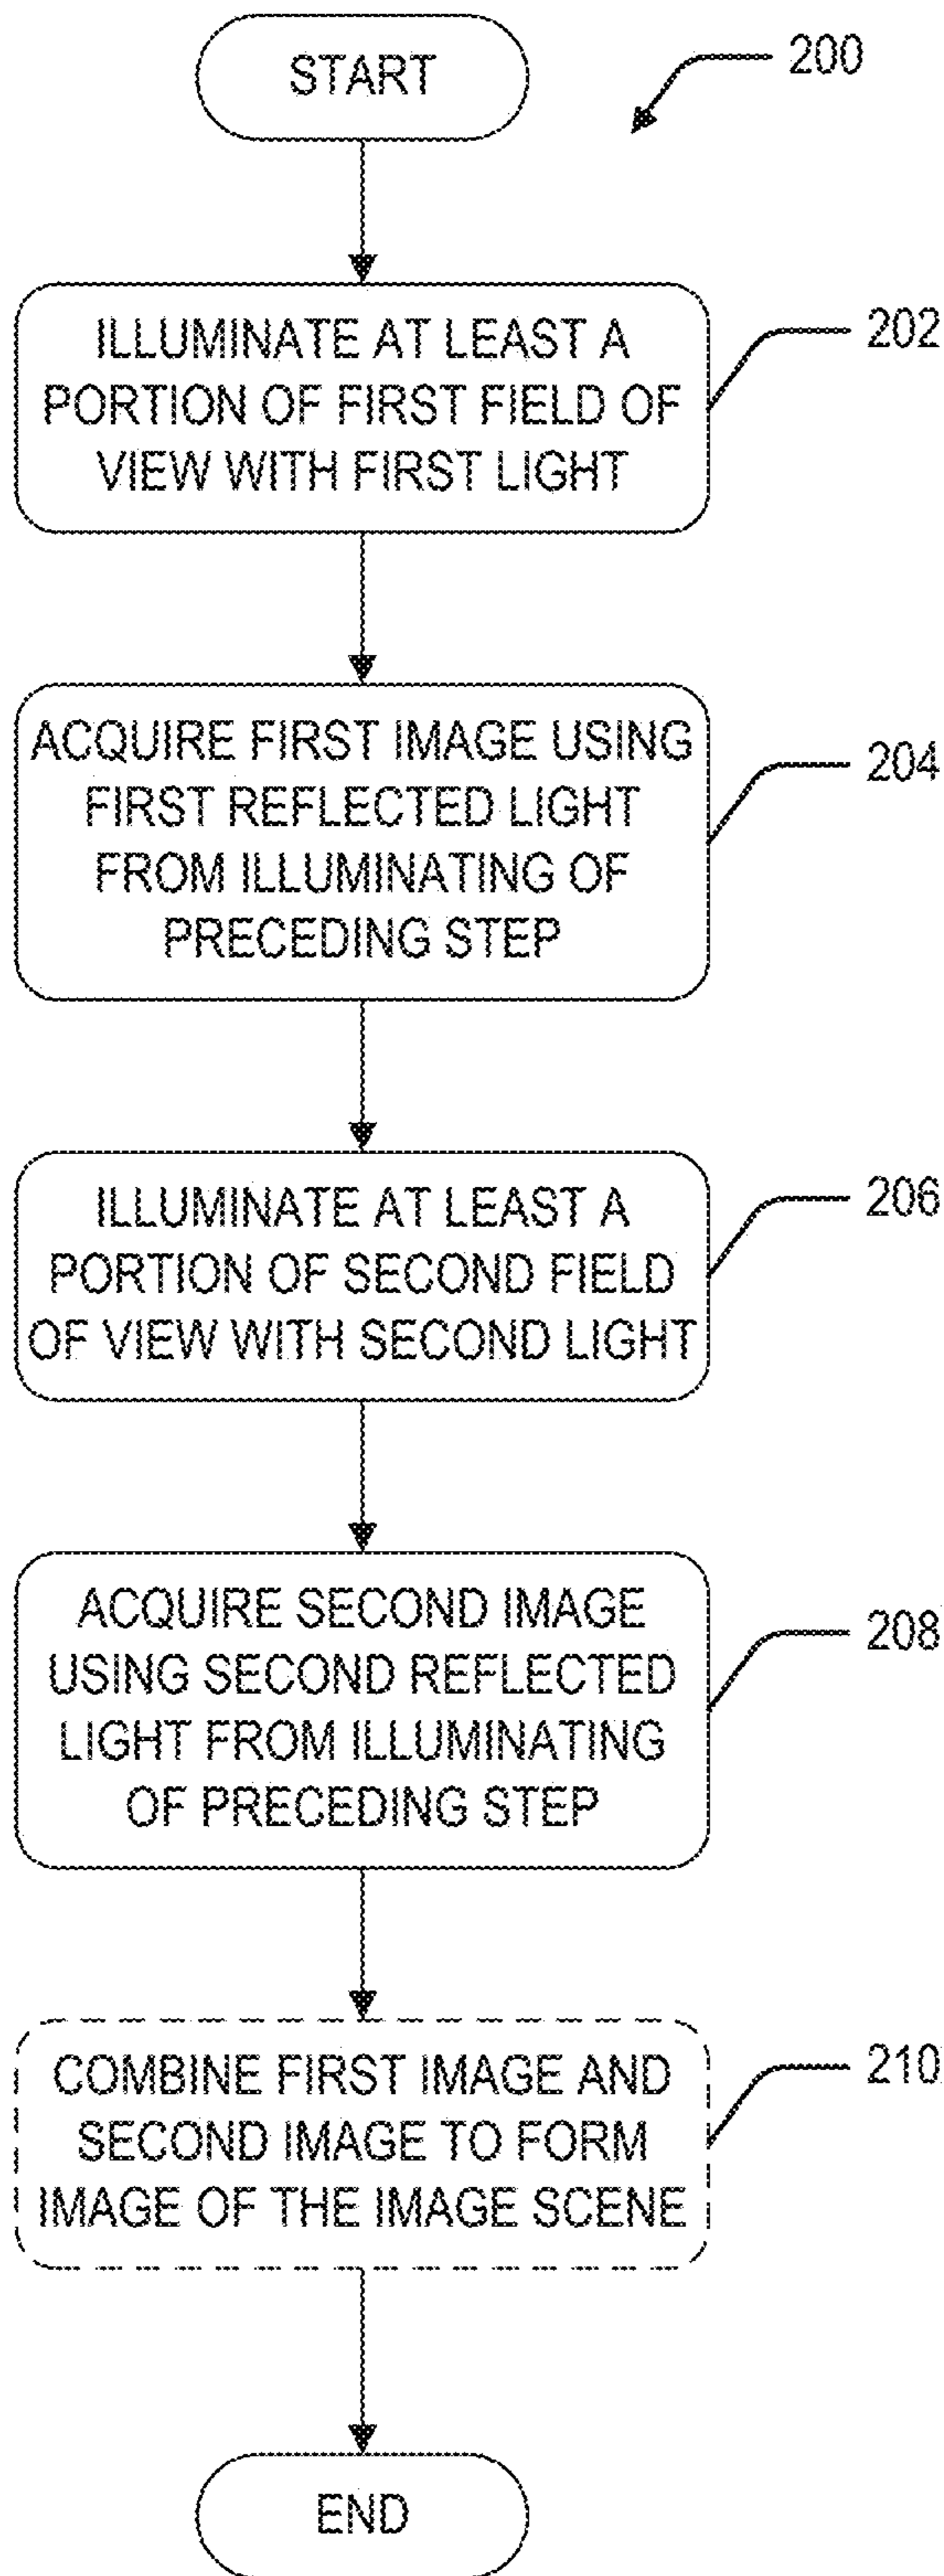 START
200
ILLUMINATE AT LEAST A
PORTION OF FIRST FIELD OF
VIEW WITH FIRST LIGHT
202
ACQUIRE FIRST IMAGE USING
FIRST REFLECTED LIGHT
FROM ILLUMINATING OF
PRECEDING STEP
204
ILLUMINATE AT LEAST A
PORTION OF SECOND FIELD
OF VIEW WITH SECOND LIGHT
206
ACQUIRE SECOND IMAGE
USING SECOND REFLECTED
LIGHT FROM ILLUMINATING
OF PRECEDING STEP
208
COMBINE FIRST IMAGE AND
SECOND IMAGE TO FORM
IMAGE OF THE IMAGE SCENE
210
END